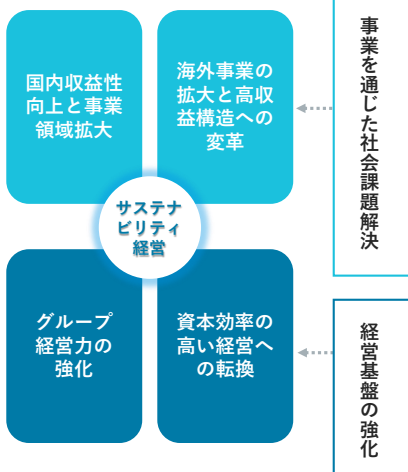 国内収益性
向上と事業
領域拡大
海外事業の
拡大と高収
益構造への
変革
サステナ
ビリティ
経営
グループ
経営力の
強化
資本効率の
高い経営へ
の転換
事業を通じた社会課題解決
経営基盤の強化